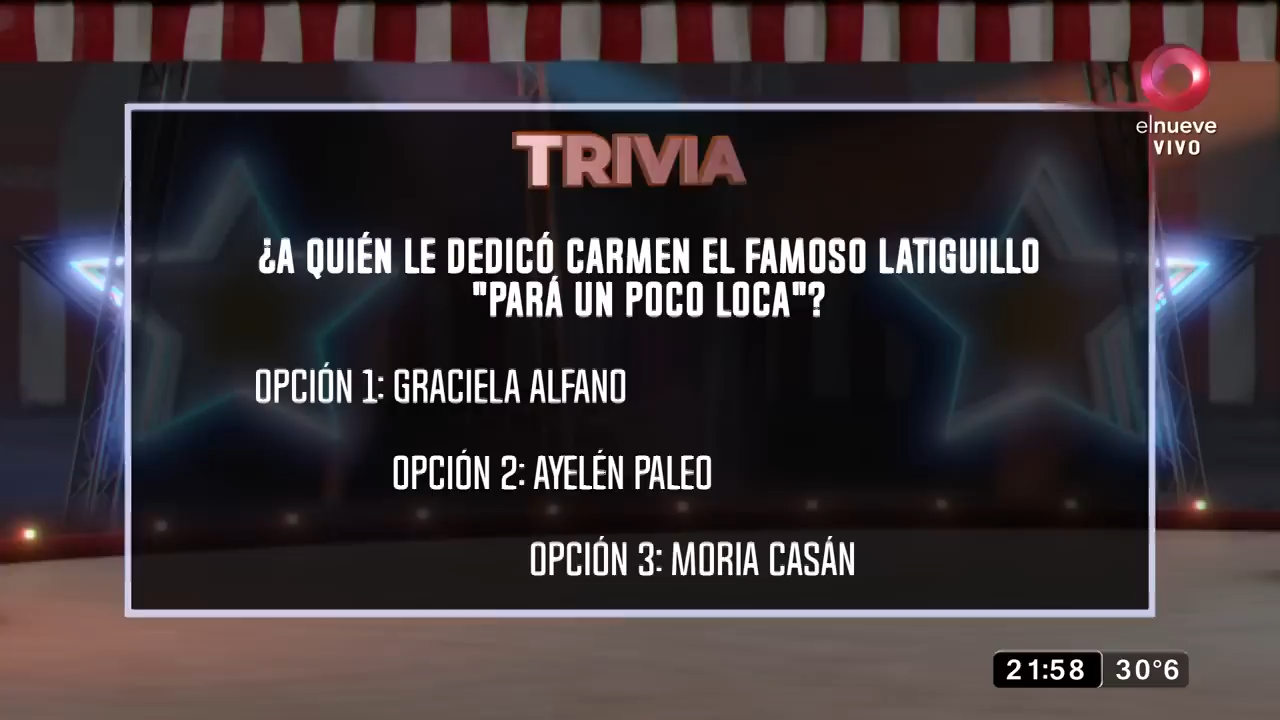 elnueve
VIVO
TRIVIA
¿A QUIÉN LE DEDICÓ CARMEN EL FAMOSO LATIGUILLO
"PARÁ UN POCO LOCA"?
OPCIÓN 1: GRACIELA ALFANO
OPCIÓN 2: AYELÉN PALEO
OPCIÓN 3: MORIA CASÁN
21:58 30°6